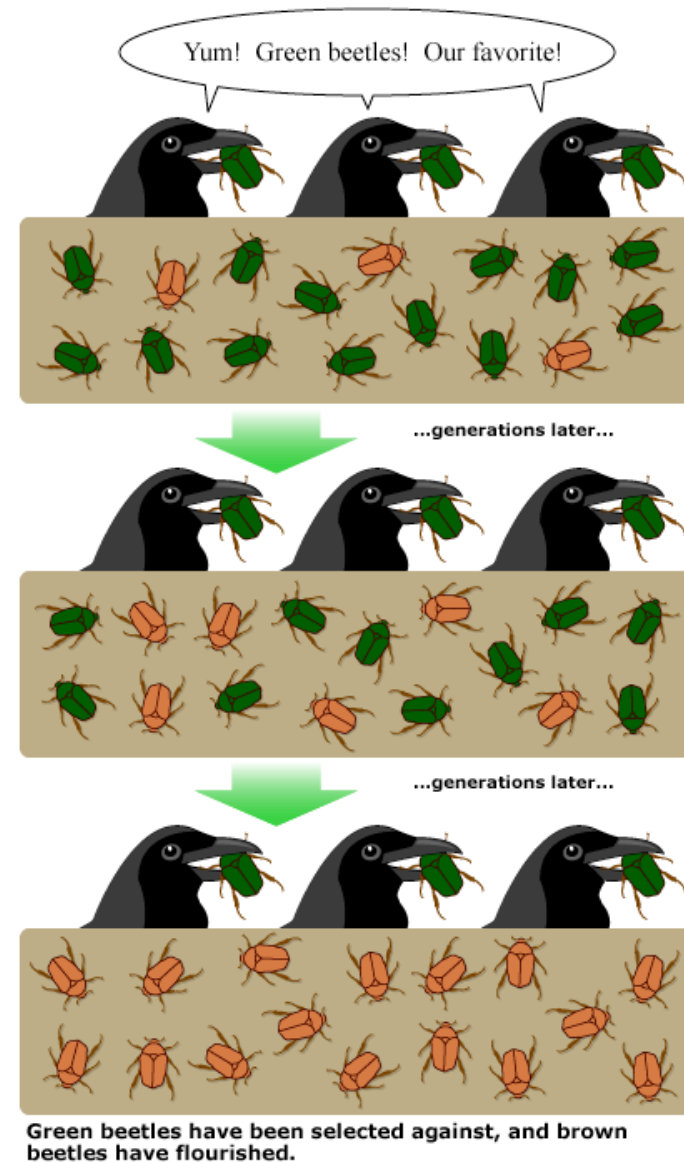 Yum! Green beetles! Our favorite!
...generations later...
...generations later...
Green beetles have been selected against, and brown
beetles have flourished.